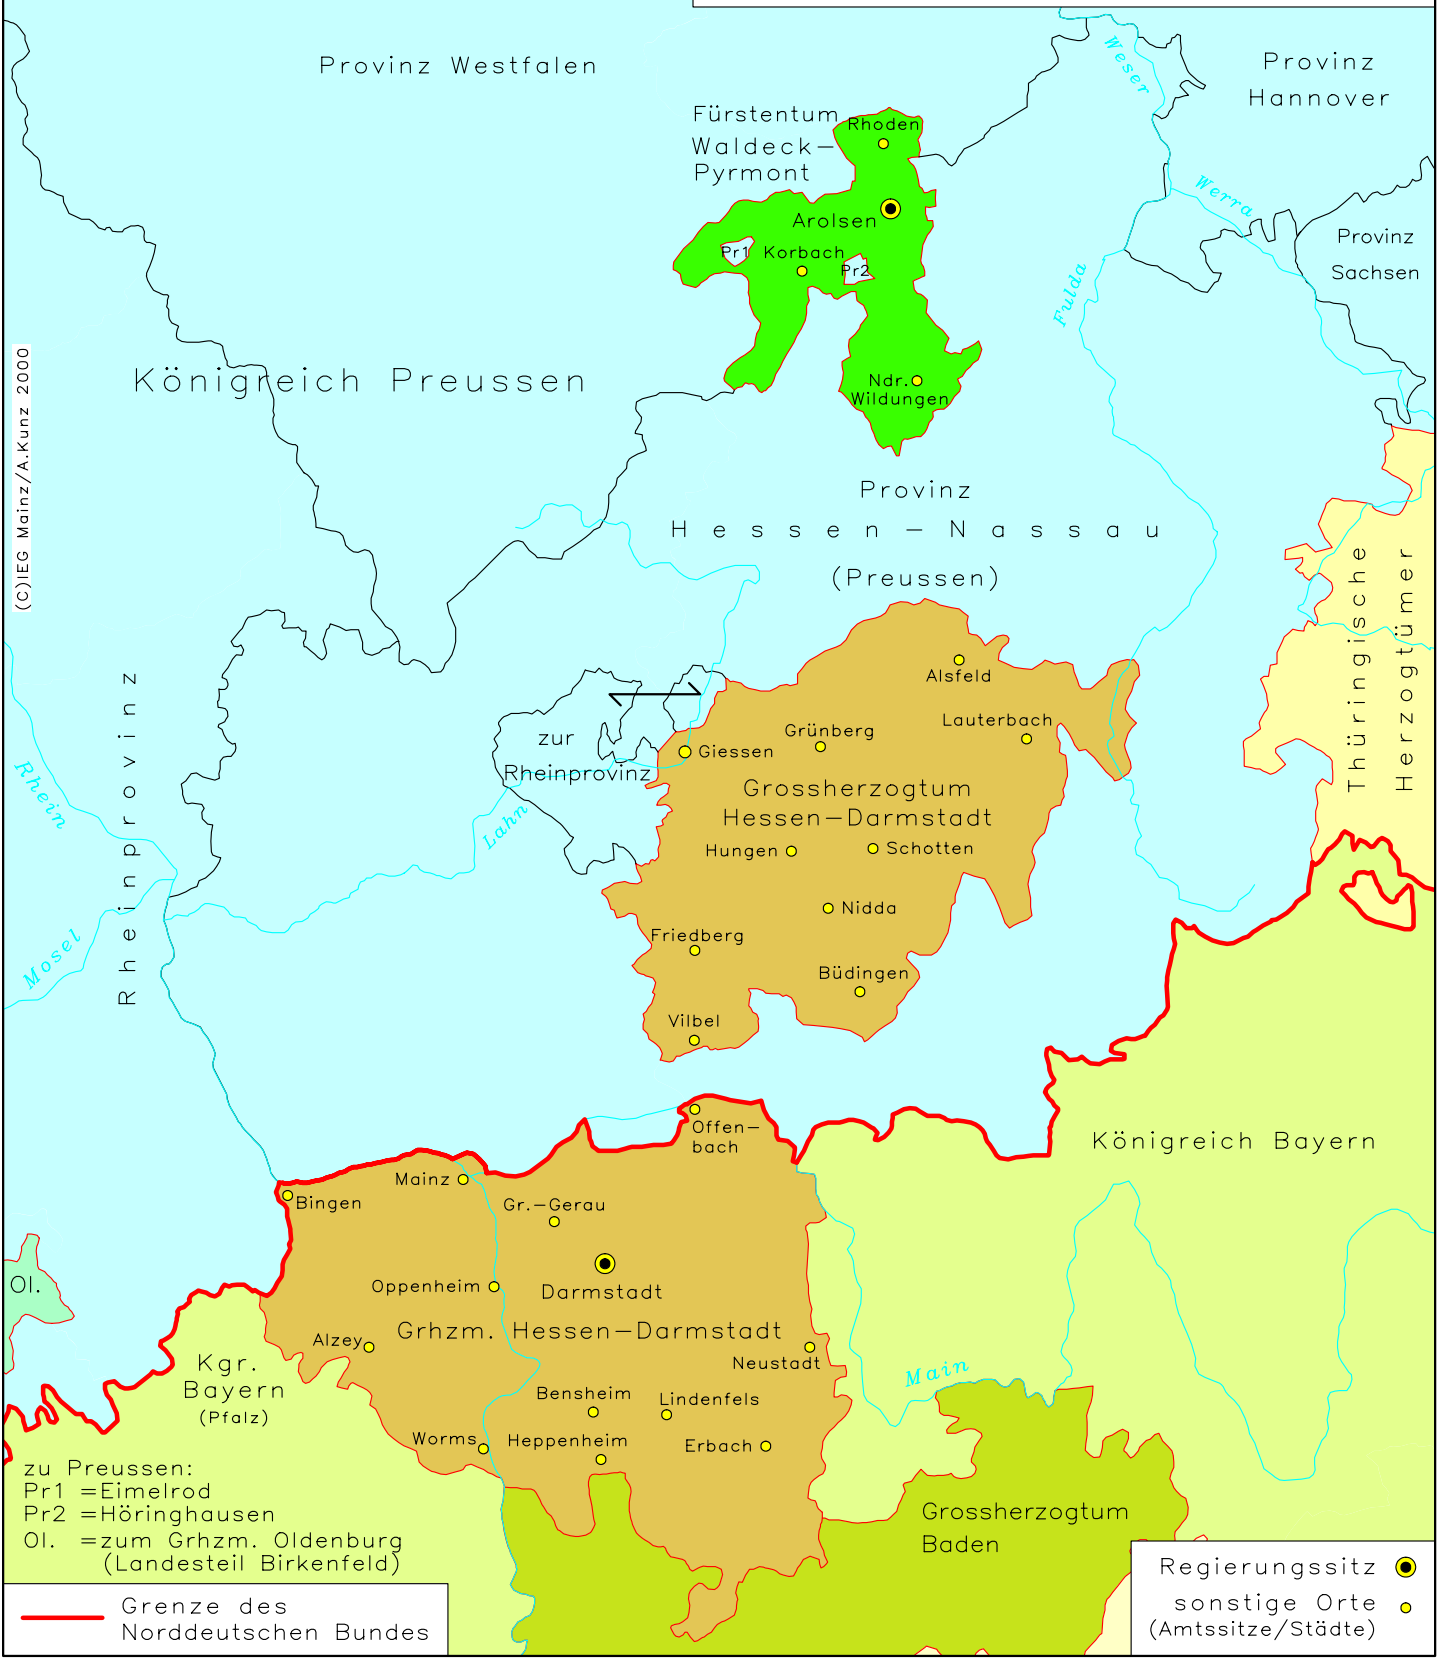 Provinz Westfalen
Provinz
Hannover
Weser
Fürstentum
Waldeck–
Pyrmont
Rhoden
Werra
Arolsen
Provinz
Sachsen
Pr1
Korbach
Pr2
Fulda
Königreich Preussen
Ndr.
Wildungen
(C)IEG Mainz/A.Kunz 2000
Provinz
Hessen–Nassau
(Preussen)
Thüringische
Herzogtümer
Rheinprovinz
Rhein
Mosel
Lahn
zur
Rheinprovinz
Alsfeld
Lauterbach
Grünberg
Giessen
Grossherzogtum
Hessen–Darmstadt
Hungen
Schotten
Nidda
Friedberg
Büdingen
Vilbel
Offen–
bach
Königreich Bayern
Mainz
Bingen
Gr.–Gerau
Ol.
Oppenheim
Darmstadt
Alzey
Grhzm. Hessen–Darmstadt
Neustadt
Kgr.
Bayern
(Pfalz)
Main
Bensheim
Lindenfels
Worms
Heppenheim
Erbach
zu Preussen:
Pr1 =Eimelrod
Pr2 =Höringhausen
Ol. =zum Grhzm. Oldenburg
(Landesteil Birkenfeld)
Grossherzogtum
Baden
Grenze des
Norddeutschen Bundes
Regierungssitz
sonstige Orte
(Amtssitze/Städte)